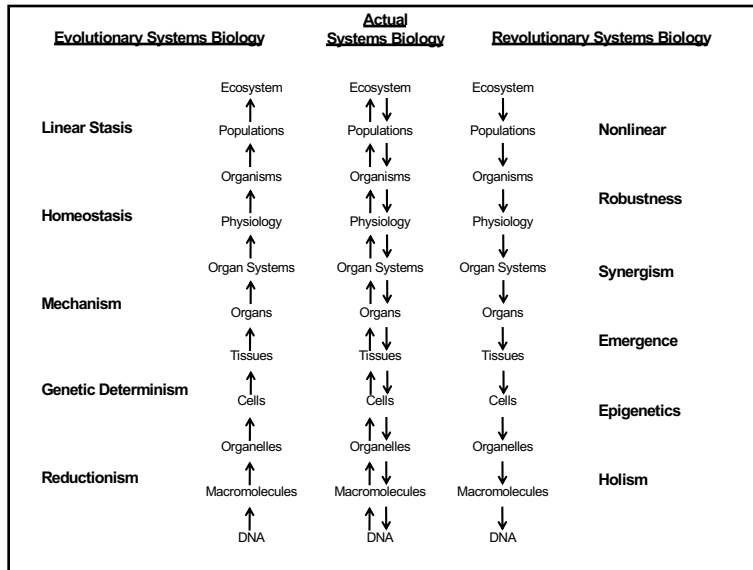 Evolutionary Systems Biology
Actual
Systems Biology
Revolutionary Systems Biology
Linear Stasis
Homeostasis
Mechanism
Genetic Determinism
Reductionism
Ecosystem
Populations
Organisms
Physiology
Organ Systems
Organs
Tissues
Cells
Organelles
Macromolecules
DNA
Ecosystem
Populations
Organisms
Physiology
Organ Systems
Organs
Tissues
Cells
Organelles
Macromolecules
DNA
Ecosystem
Populations
Organisms
Physiology
Organ Systems
Organs
Tissues
Cells
Organelles
Macromolecules
DNA
Nonlinear
Robustness
Synergism
Emergence
Epigenetics
Holism